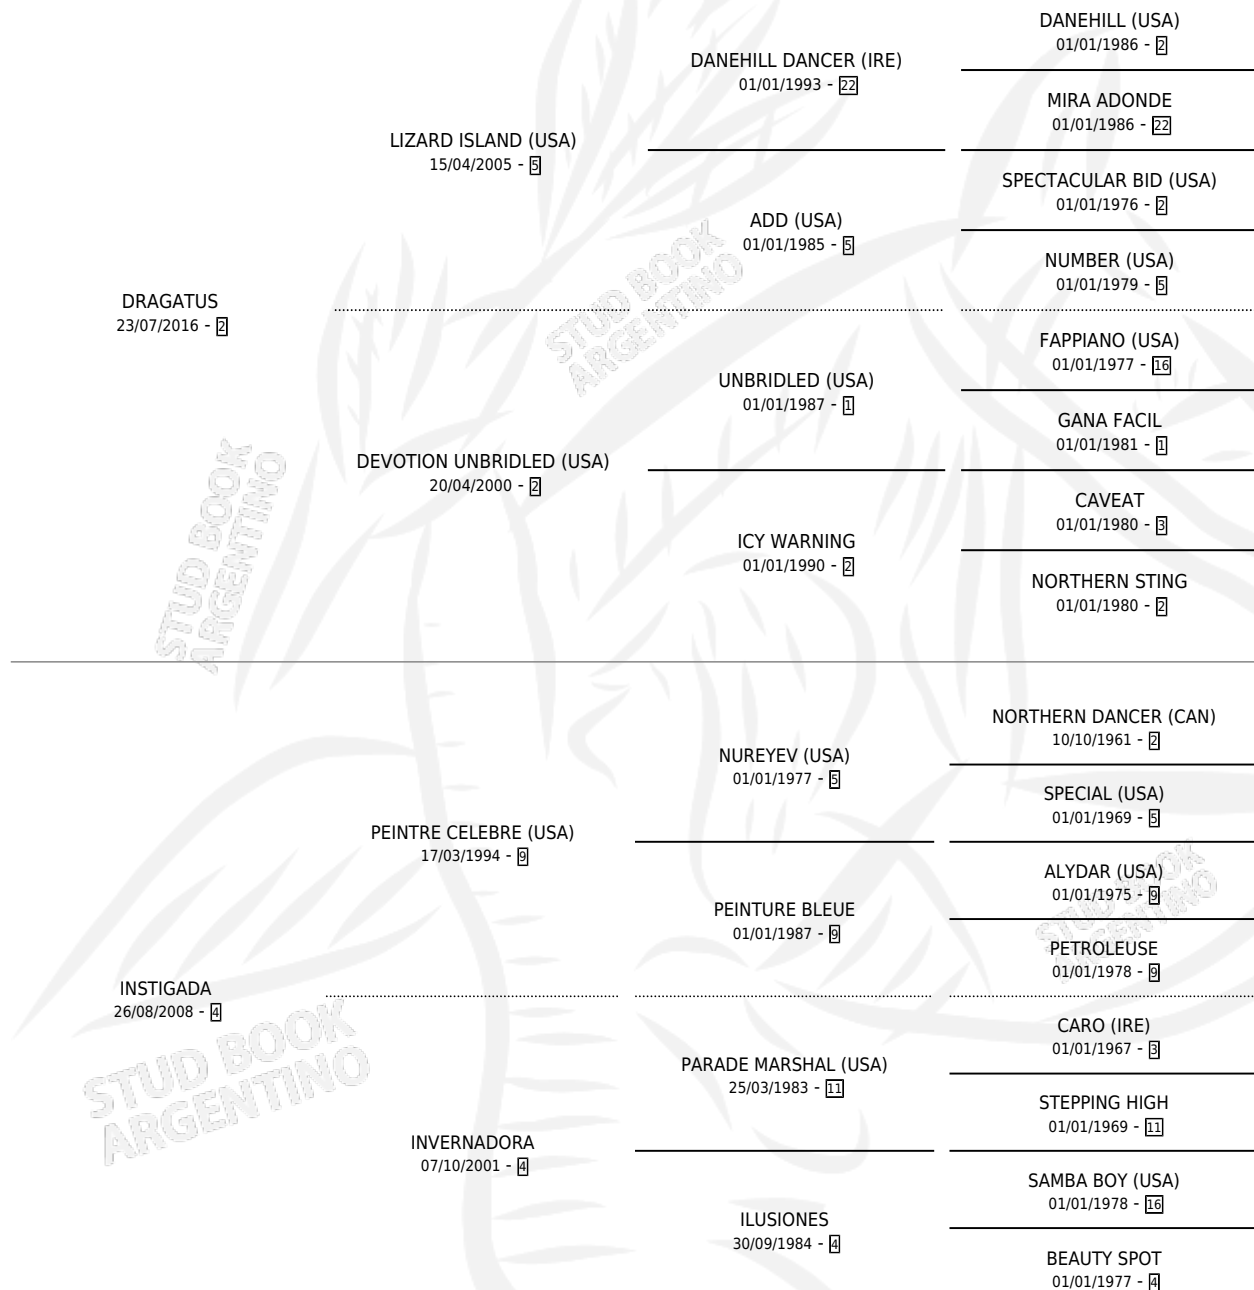 DANEHILL (USA)
01/01/1986 - 2
DANEHILL DANCER (IRE)
01/01/1993 - 22
MIRA ADONDE
01/01/1986 - 22
LIZARD ISLAND (USA)
15/04/2005 - 5
SPECTACULAR BID (USA)
01/01/1976 - 2
ADD (USA)
01/01/1985 - 5
NUMBER (USA)
01/01/1979 - 5
DRAGATUS
23/07/2016 - 2
FAPPIANO (USA)
01/01/1977 - 16
UNBRIDLED (USA)
01/01/1987 - 1
GANA FACIL
01/01/1981 - 1
DEVOTION UNBRIDLED (USA)
20/04/2000 - 2
CAVEAT
01/01/1980 - 3
ICY WARNING
01/01/1990 - 2
NORTHERN STING
01/01/1980 - 2
NORTHERN DANCER (CAN)
10/10/1961 - 2
NUREYEV (USA)
01/01/1977 - 5
SPECIAL (USA)
01/01/1969 - 5
PEINTRE CELEBRE (USA)
17/03/1994 - 9
ALYDAR (USA)
01/01/1975 - 9
PEINTURE BLEUE
01/01/1987 - 9
PETROLEUSE
01/01/1978 - 9
INSTIGADA
26/08/2008 - 4
CARO (IRE)
01/01/1967 - 3
PARADE MARSHAL (USA)
25/03/1983 - 11
STEPPING HIGH
01/01/1969 - 11
INVERNADORA
07/10/2001 - 4
SAMBA BOY (USA)
01/01/1978 - 16
ILUSIONES
30/09/1984 - 4
BEAUTY SPOT
01/01/1977 - 4
STUD BOOK
ARGENTINO
STUD BOOK
ARGENTINO
STUD BOOK
ARGENTINO
STUD BOOK
ARGENTINO